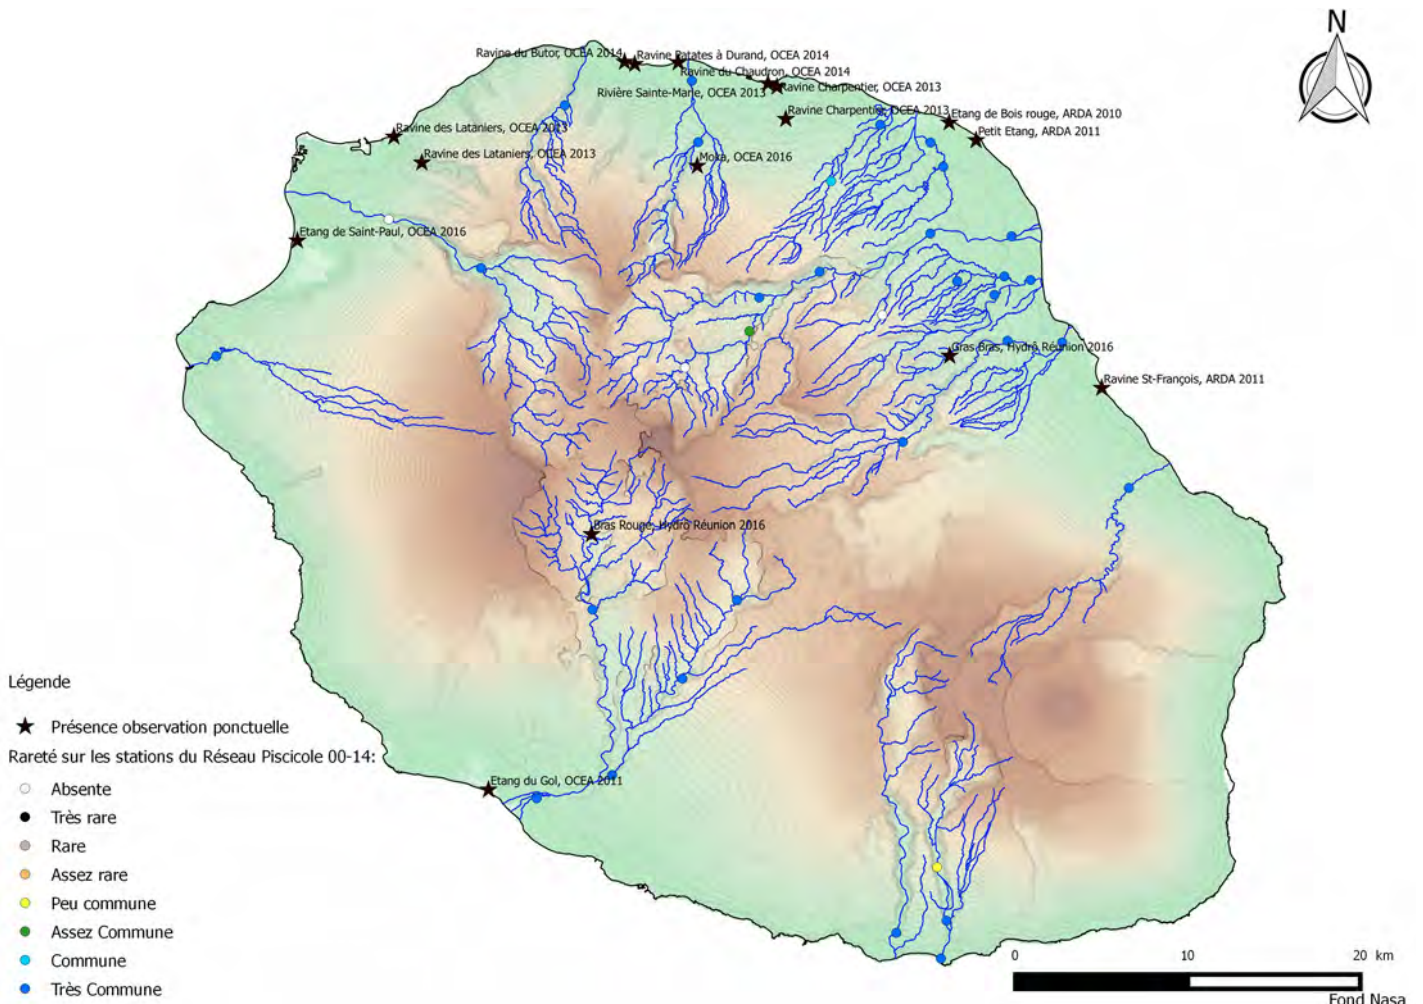 N
Ravine du Butor, OCEA 2014
Ravine Patates à Durand, OCEA 2014
Ravine du Chaudron, OCEA 2014
Rivière Sainte-Marie, OCEA 2013
Ravine Charpentier, OCEA 2013
Ravine Charpentier, OCEA 2013
Etang de Bois rouge, ARDA 2010
Petit Etang, ARDA 2011
Ravine des Lataniers, OCEA 2013
Ravine des Lataniers, OCEA 2013
Moka, OCEA 2016
Etang de Saint-Paul, OCEA 2016
Gras Bras, Hydrô Réunion 2016
Ravine St-François, ARDA 2011
Bras Rouge, Hydrô Réunion 2016
Etang du Gol, OCEA 2011
Légende
Présence observation ponctuelle
Rareté sur les stations du Réseau Piscicole 00-14:
Absente
Très rare
Rare
Assez rare
Peu commune
Assez Commune
Commune
Très Commune
0 10 20 km
Fond Nasa